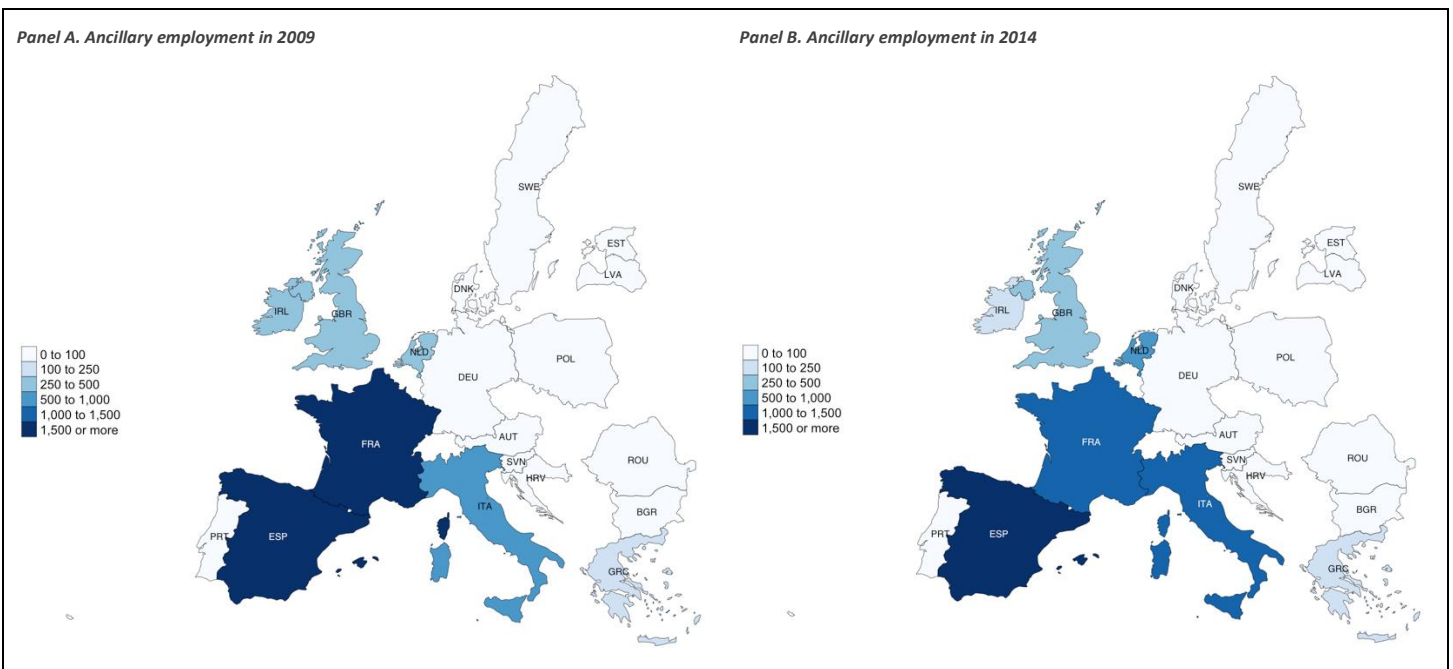 Panel A. Ancillary employment in 2009
SWE
EST
LVA
DNK
IRL
GBR
NLD
POL
DEU
0 to 100
100 to 250
250 to 500
500 to 1,000
1,000 to 1,500
1,500 or more
FRA
AUT
SVN
HRV
ROU
ITA
BGR
PRT
ESP
GRC
Panel B. Ancillary employment in 2014
SWE
EST
LVA
DNK
IRL
GBR
NLD
POL
DEU
0 to 100
100 to 250
250 to 500
500 to 1,000
1,000 to 1,500
1,500 or more
FRA
AUT
SVN
HRV
ROU
ITA
BGR
PRT
ESP
GRC